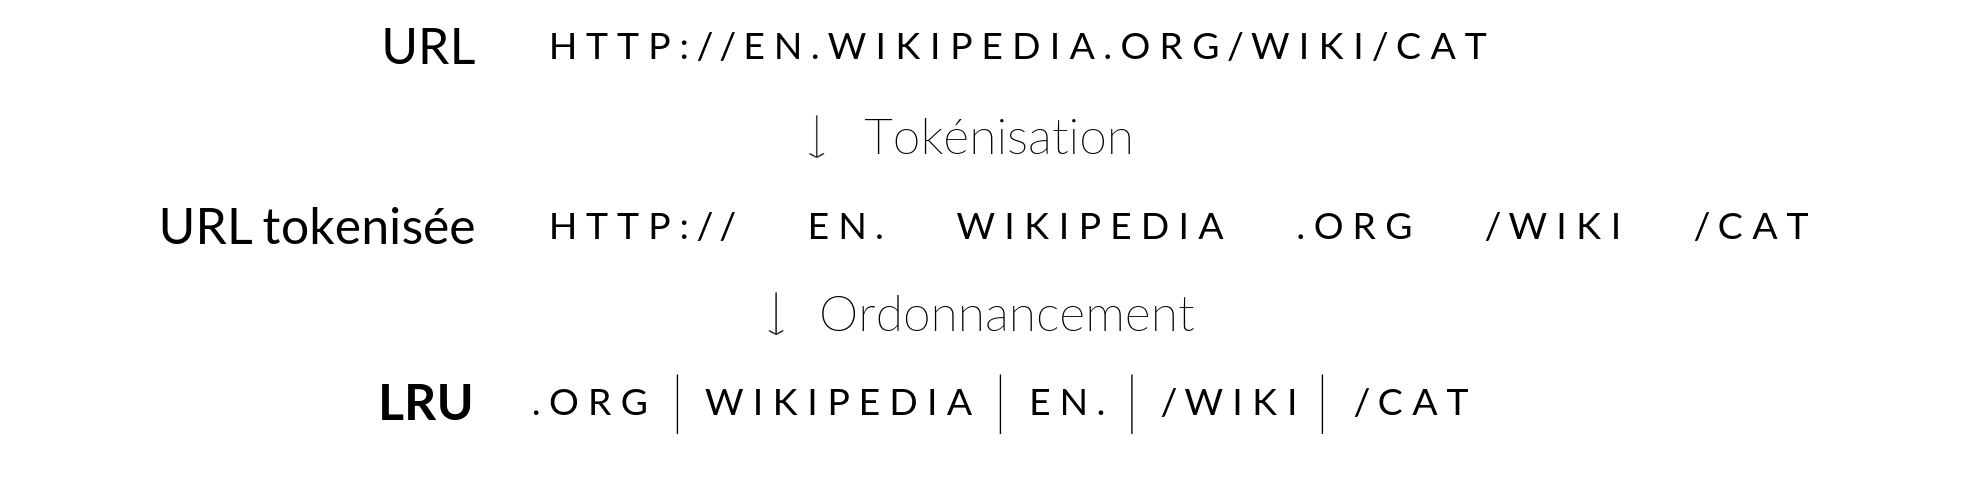 URL HTTP://EN.WIKIPEDIA.ORG/WIKI/CAT
↓ Tokénisation
URL tokenisée HTTP:// EN. WIKIPEDIA .ORG /WIKI /CAT
↓ Ordonnancement
LRU .ORG | WIKIPEDIA | EN. | /WIKI | /CAT